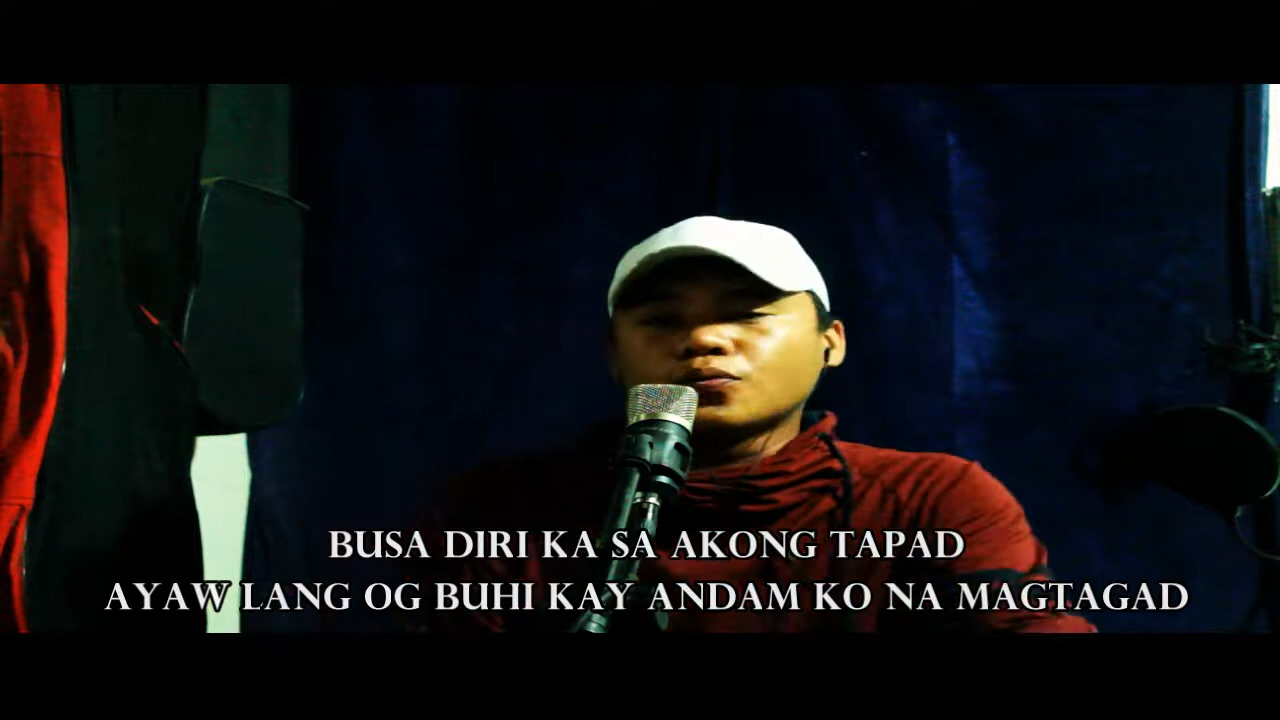 BUSA DIRI KA SA AKONG TAPAD
AYAW LANG OG BUHI KAY ANDAM KO NA MAGTAGAD